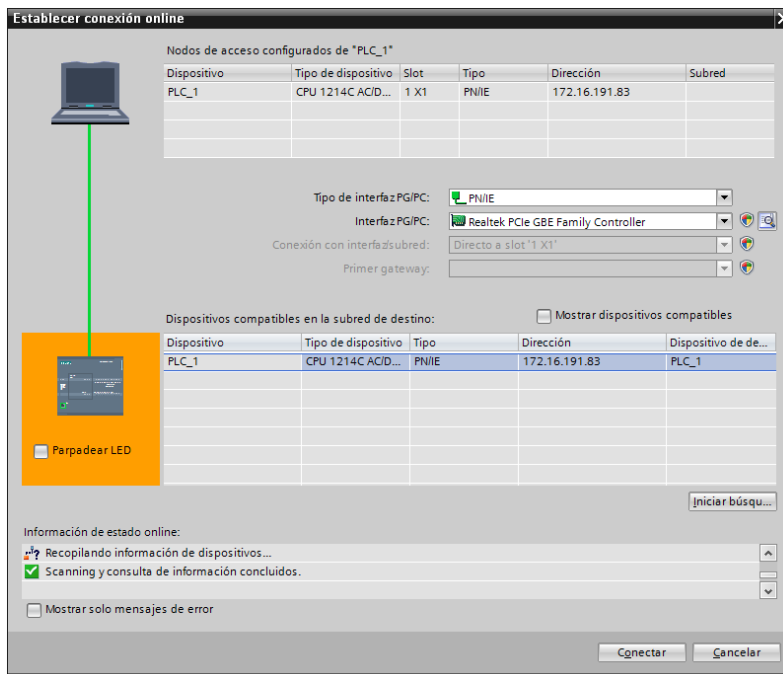 Establecer conexión online
Nodos de acceso configurados de "PLC_1"
Dispositivo Tipo de dispositivo Slot Tipo Dirección Subred
PLC_1 CPU 1214C AC/D... 1 X1 PN/IE 172.16.191.83
Tipo de interfaz PG/PC: PN/IE
Interfaz PG/PC: Realtek PCIe GBE Family Controller
Conexión con interfaz/subred: Directo a slot '1 X1'
Primer gateway:
Dispositivos compatibles en la subred de destino: Mostrar dispositivos compatibles
Dispositivo Tipo de dispositivo Tipo Dirección Dispositivo de de...
PLC_1 CPU 1214C AC/D... PN/IE 172.16.191.83 PLC_1
Parpadear LED
Iniciar búsqu...
Información de estado online:
Recopilando información de dispositivos...
Scanning y consulta de información concluidos.
Mostrar solo mensajes de error
Conectar Cancelar